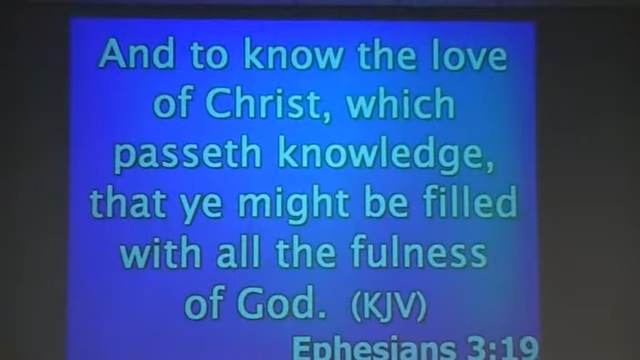 And to know the love
of Christ, which
passeth knowledge,
that ye might be filled
with all the fulness
of God. (KJV)
Ephesians 3:19